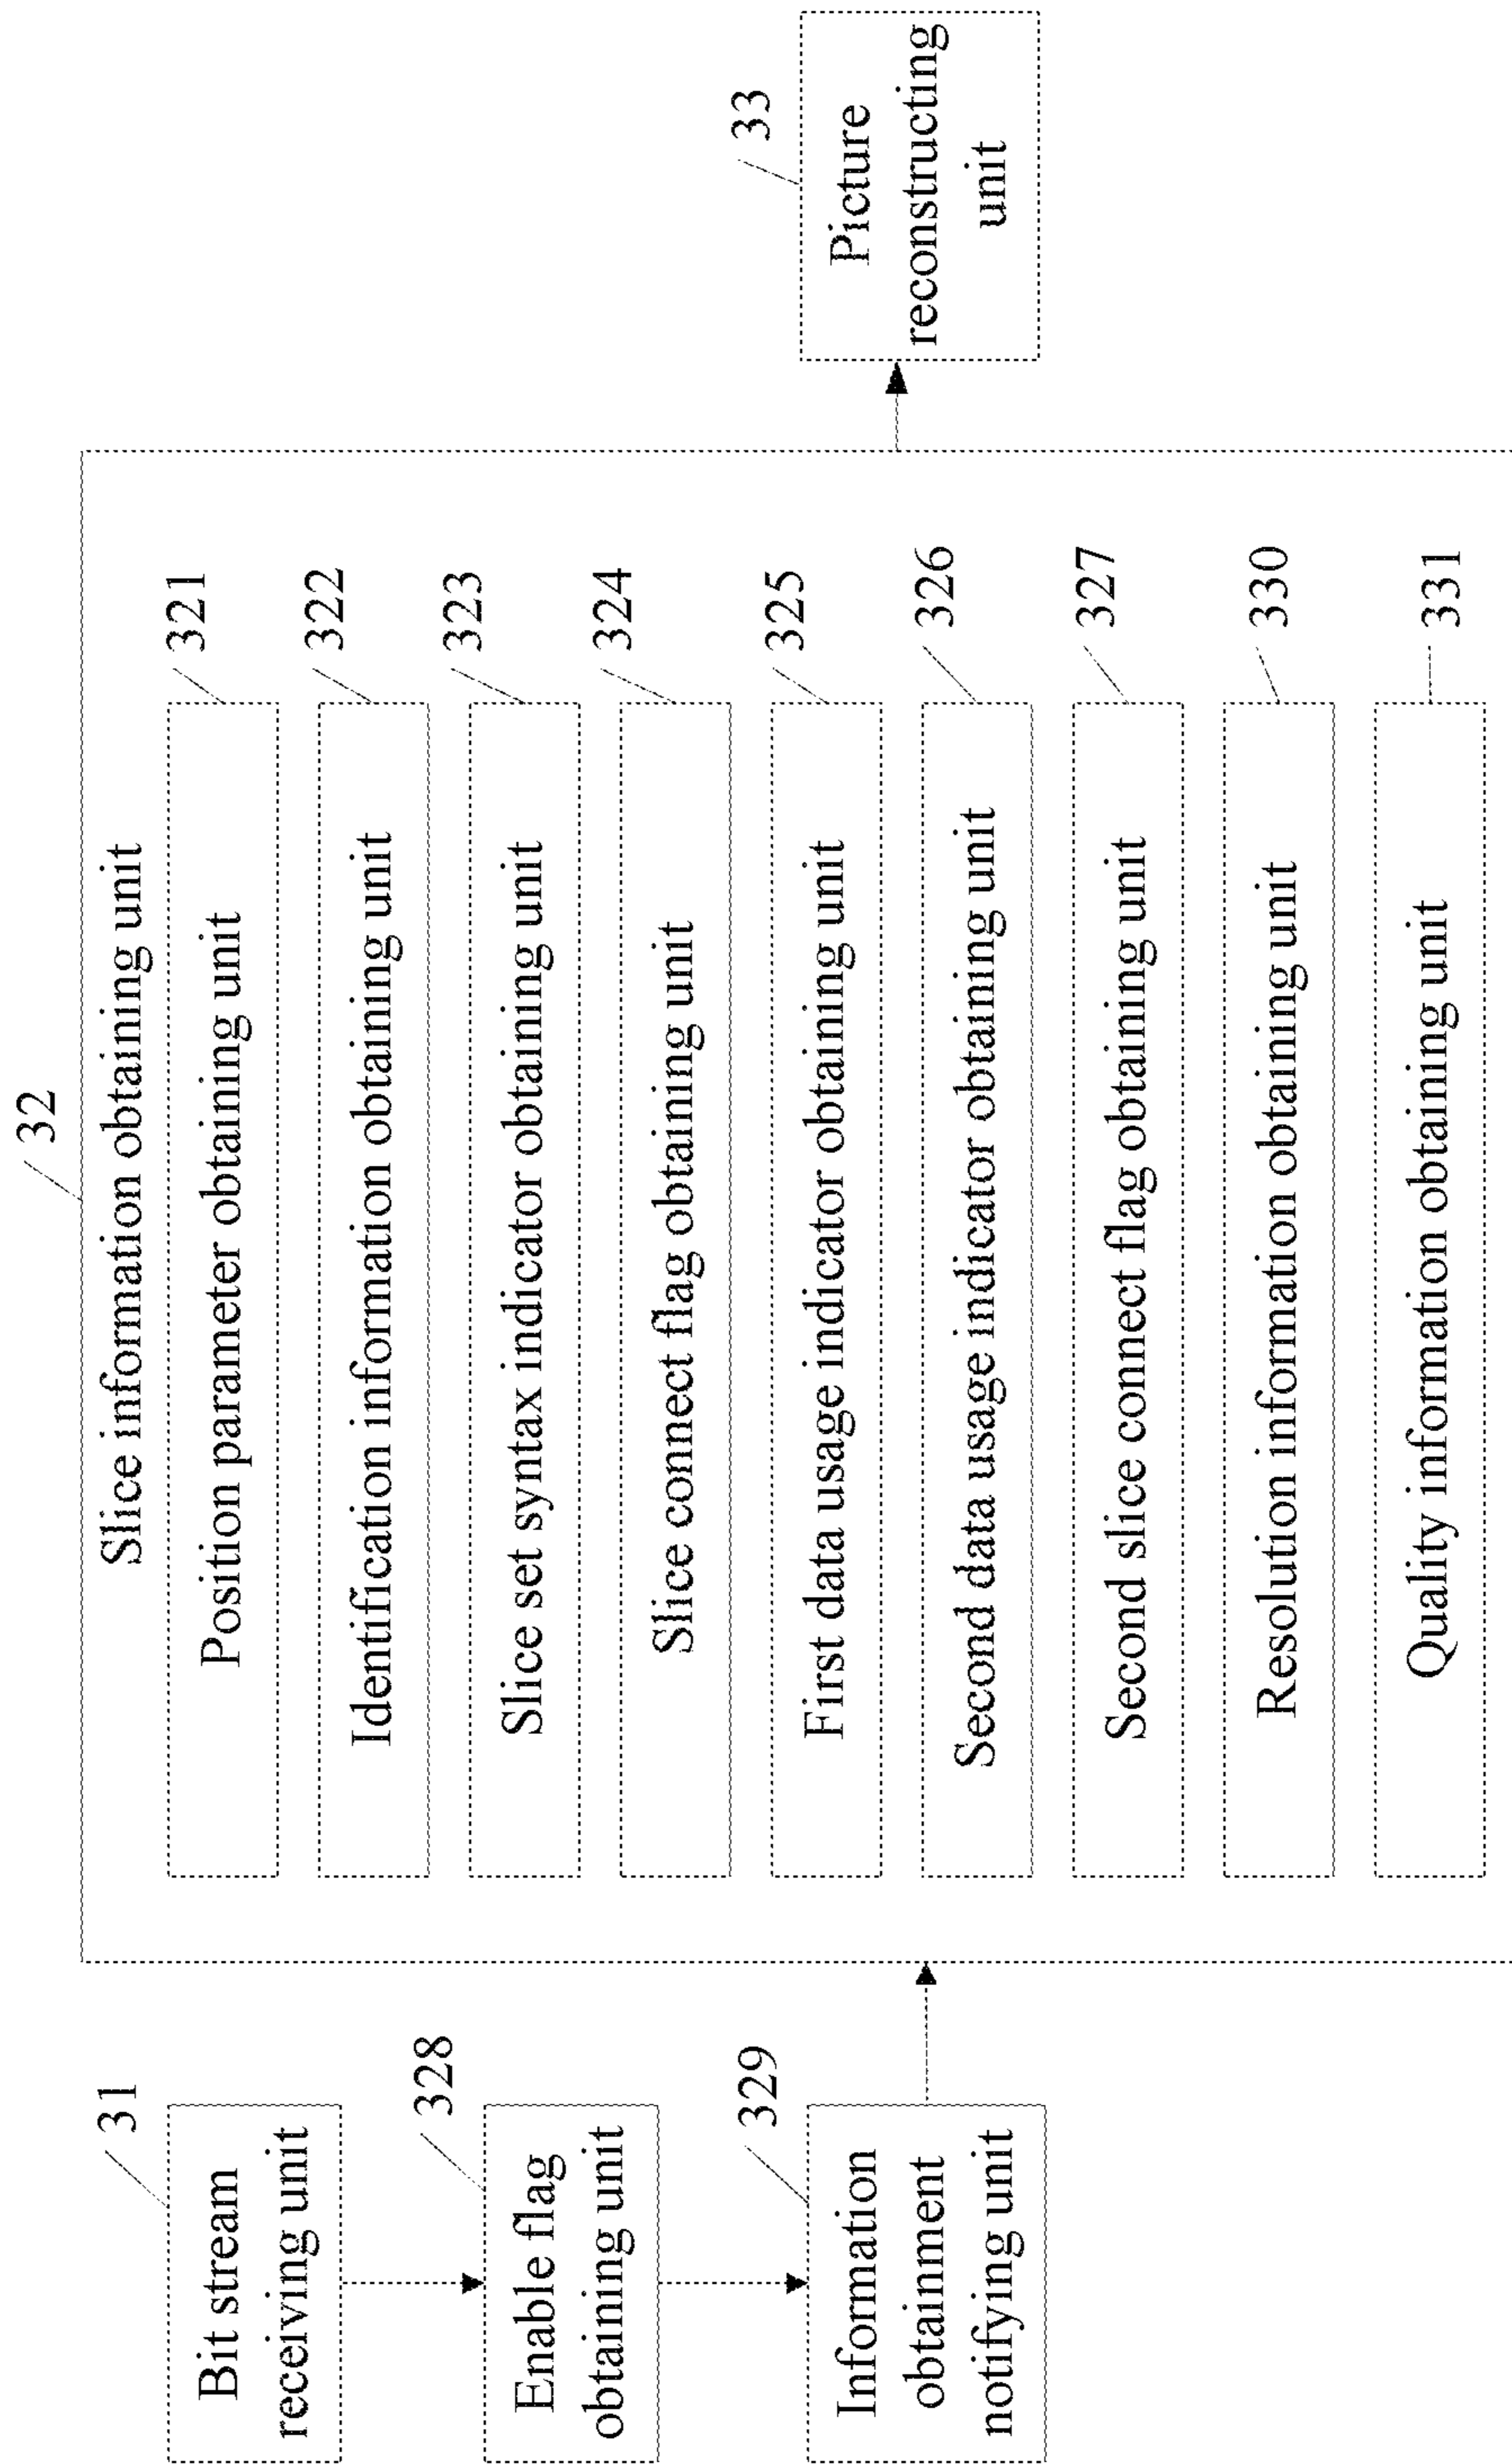 31
Bit stream
receiving unit
328
Enable flag
obtaining unit
329
Information
obtainment
notifying unit
32
Slice information obtaining unit
Position parameter obtaining unit
321
Identification information obtaining unit
322
Slice set syntax indicator obtaining unit
323
Slice connect flag obtaining unit
324
First data usage indicator obtaining unit
325
Second data usage indicator obtaining unit
326
Second slice connect flag obtaining unit
327
Resolution information obtaining unit
330
Quality information obtaining unit
331
33
Picture
reconstructing
unit